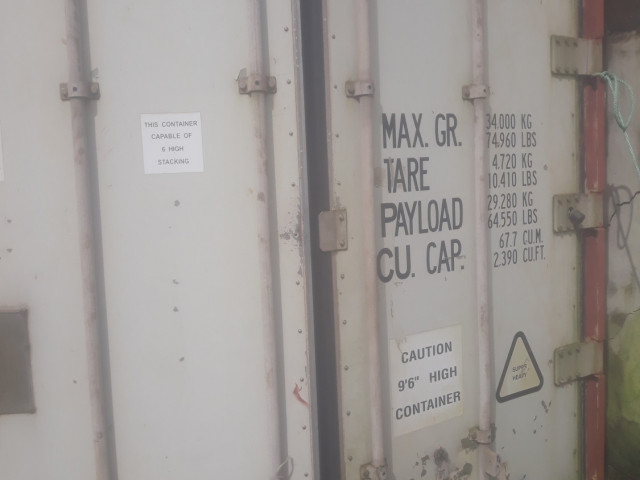 THIS CONTAINER
CAPABLE OF
6 HIGH
STACKING
MAX. GR. 34.000 KG
74.960 LBS
TARE 4.720 KG
10.410 LBS
PAYLOAD 29.280 KG
64.550 LBS
CU. CAP. 67.7 CU.M.
2.390 CU.FT.
CAUTION
9'6" HIGH
CONTAINER
SUPER
HEAVY